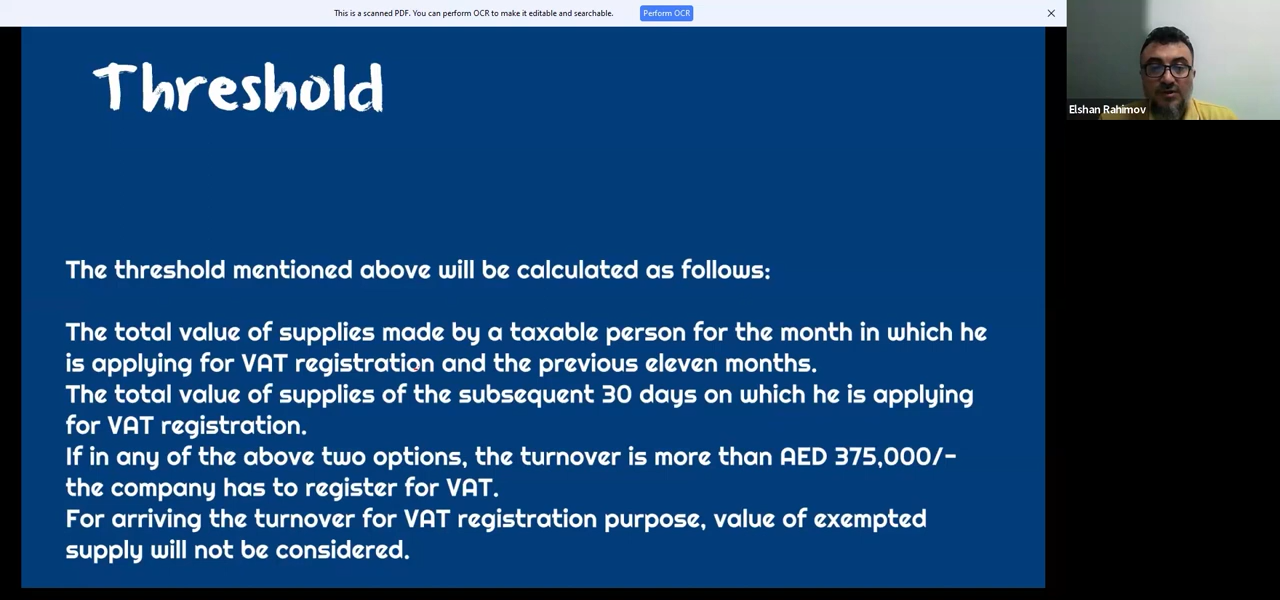 This is a scanned PDF. You can perform OCR to make it editable and searchable. Perform OCR
Threshold
Elshan Rahimov
The threshold mentioned above will be calculated as follows:
The total value of supplies made by a taxable person for the month in which he
is applying for VAT registration and the previous eleven months.
The total value of supplies of the subsequent 30 days on which he is applying
for VAT registration.
If in any of the above two options, the turnover is more than AED 375,000/-
the company has to register for VAT.
For arriving the turnover for VAT registration purpose, value of exempted
supply will not be considered.